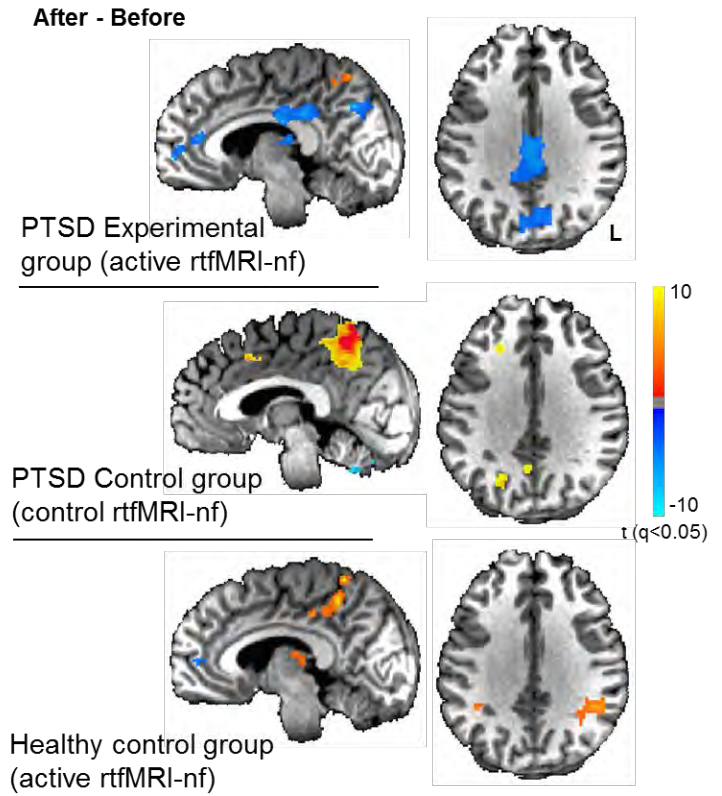 After - Before
L
PTSD Experimental
group (active rtfMRI-nf)
10
-10
t (q<0.05)
PTSD Control group
(control rtfMRI-nf)
Healthy control group
(active rtfMRI-nf)